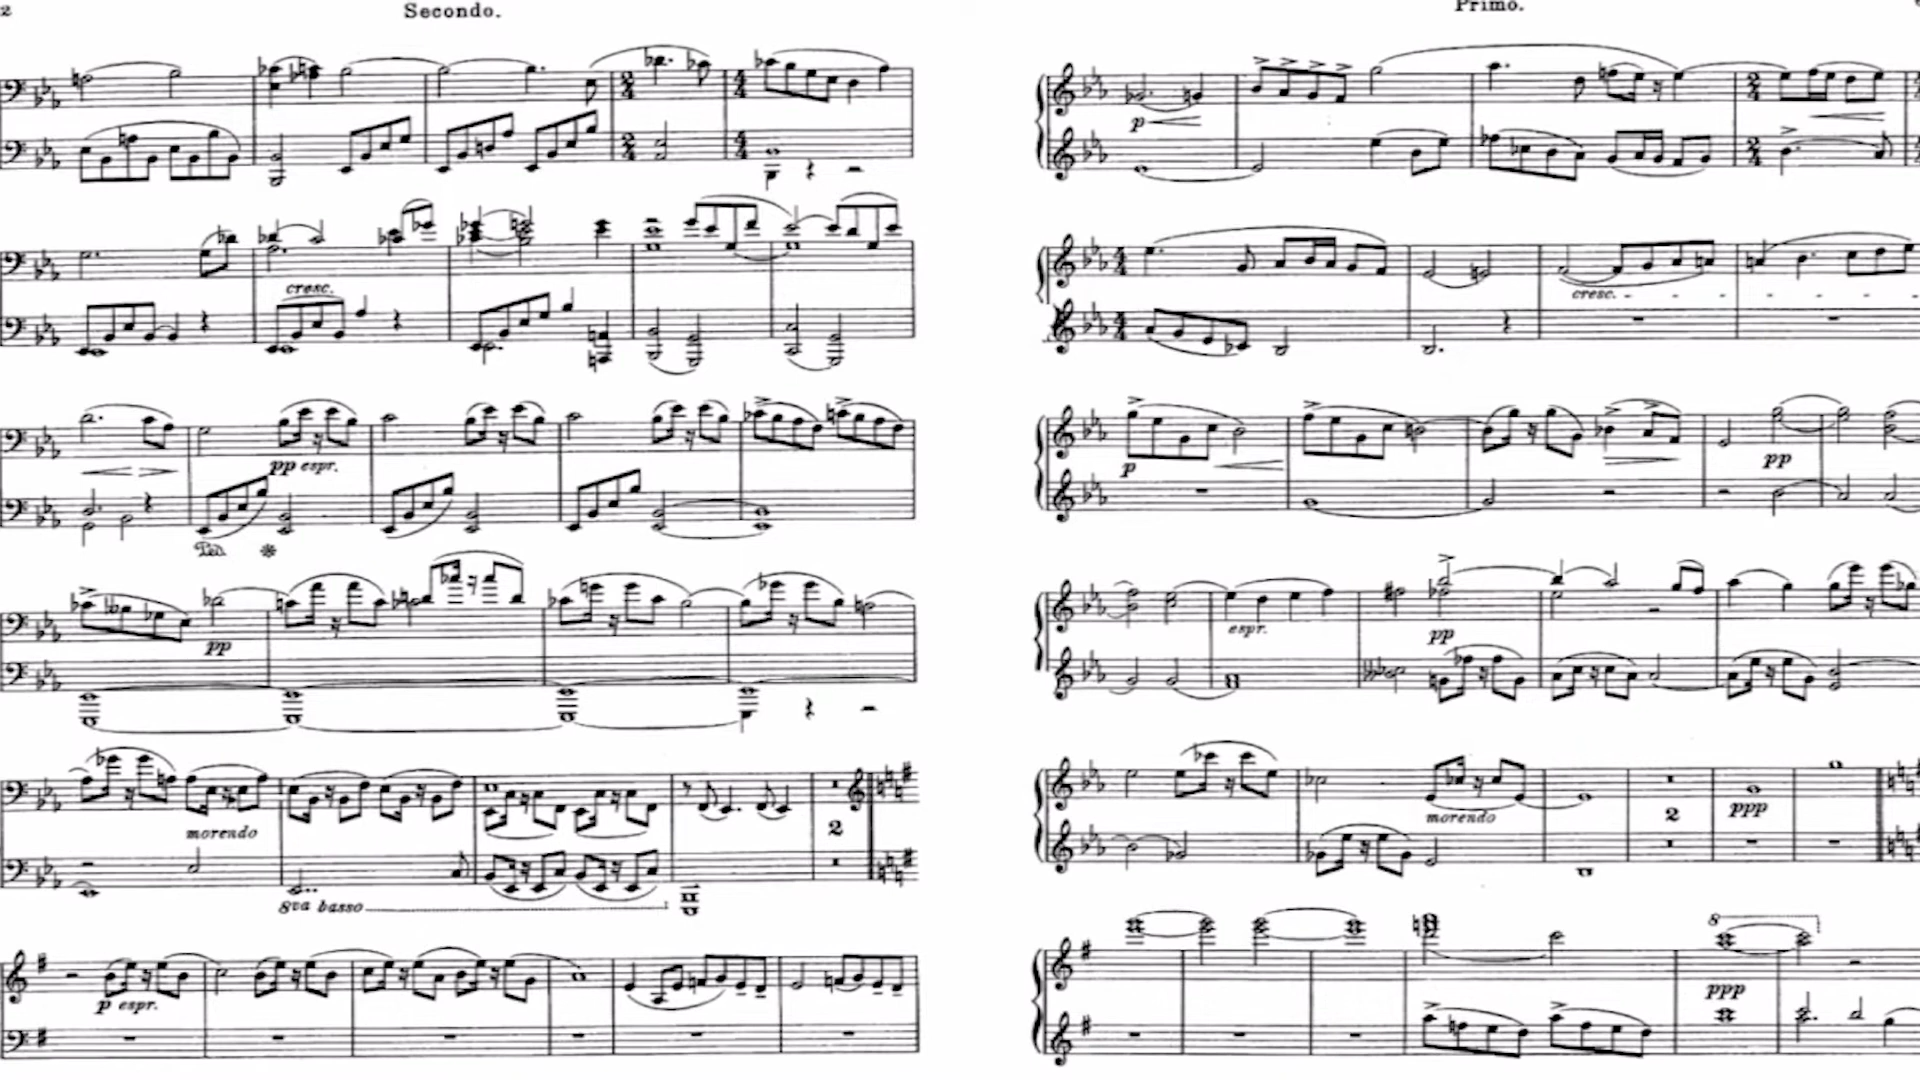 2
Secondo.
cresc.
pp espr.
Ped
pp
morendo
8va basso
2
p espr.
Primo.
p
cresc.
p
pp
espr.
pp
morendo
2
ppp
8
ppp